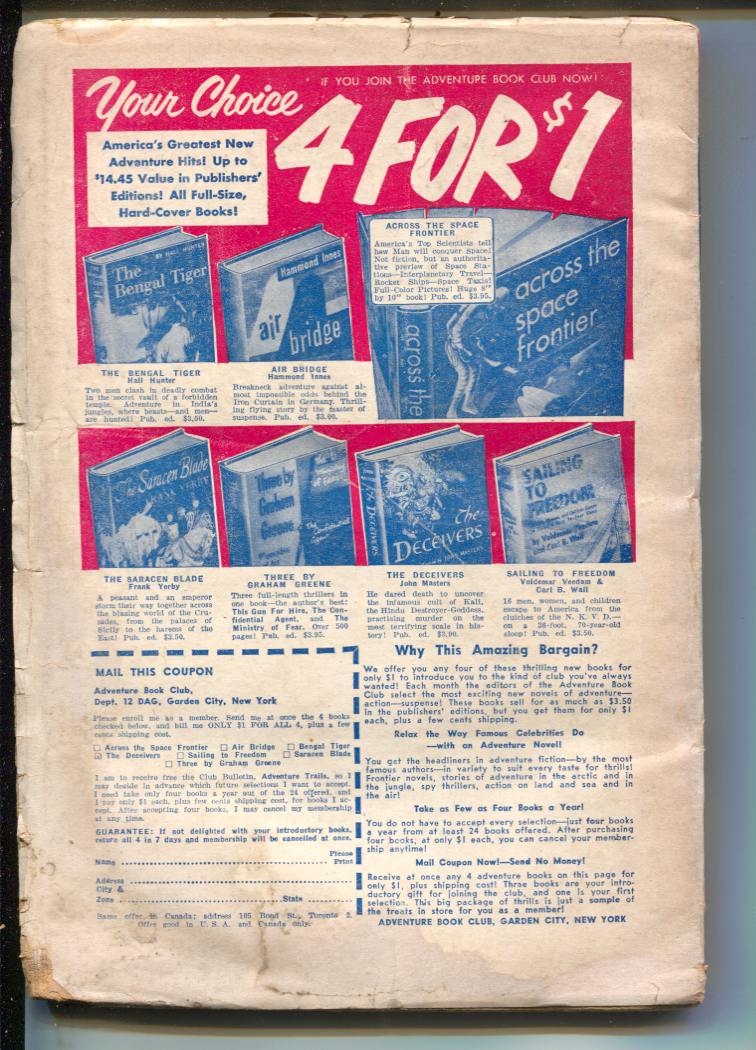 IF YOU JOIN THE ADVENTURE BOOK CLUB NOW!
Your Choice
4 FOR $1
America's Greatest New
Adventure Hits! Up to
$14.45 Value in Publishers'
Editions! All Full-Size,
Hard-Cover Books!
BY HALL HUNTER
The
Bengal Tiger
Hammond Innes
air
bridge
ACROSS THE SPACE
FRONTIER
America's Top Scientists tell
how Man will conquer Space!
Not fiction, but an authorita-
tive preview of Space Sta-
tions—Interplanetary Travel—
Rocket Ships—Space Taxis!
Full-Color Pictures! Huge 8"
by 10" book! Pub. ed. $3.95.
across the
space
frontier
across the
THE BENGAL TIGER
Hall Hunter
Two men clash in deadly combat
in the secret vault of a forbidden
temple. Adventure in India's
jungles, where beasts—and men—
are hunted! Pub. ed. $3.50.
AIR BRIDGE
Hammond Innes
Breakneck adventure against al-
most impossible odds behind the
Iron Curtain in Germany. Thrill-
ing flying story by the master of
suspense. Pub. ed. $3.00.
The Saracen Blade
FRANK YERBY
Three by
Graham
Greene
THE DECEIVERS
The
DECEIVERS
JOHN MASTERS
SAILING
TO
FREEDOM
by Voldemar Veedam
and Carl B. Wall
THE SARACEN BLADE
Frank Yerby
A peasant and an emperor
storm their way together across
the blazing world of the Cru-
sades, from the palaces of
Sicily to the harems of the
East! Pub. ed. $3.50.
THREE BY
GRAHAM GREENE
Three full-length thrillers in
one book—the author's best:
This Gun For Hire, The Con-
fidential Agent, and The
Ministry of Fear. Over 500
pages! Pub. ed. $3.95.
THE DECEIVERS
John Masters
He dared death to uncover
the infamous cult of Kali,
the Hindu Destroyer-Goddess,
practising murder on the
most terrifying scale in his-
tory! Pub. ed. $3.00.
SAILING TO FREEDOM
Voldemar Veedam &
Carl B. Wall
16 men, women, and children
escape to America from the
clutches of the N. K. V. D.—
on a 36-foot, 70-year-old
sloop! Pub. ed. $3.50.
MAIL THIS COUPON
Adventure Book Club,
Dept. 12 DAG, Garden City, New York
Please enroll me as a member. Send me at once the 4 books
checked below, and bill me ONLY $1 FOR ALL 4, plus a few
cents shipping cost.
☐ Across the Space Frontier ☐ Air Bridge ☐ Bengal Tiger
☐ The Deceivers ☐ Sailing to Freedom ☐ Saracen Blade
☐ Three by Graham Greene
I am to receive free the Club Bulletin, Adventure Trails, so I
may decide in advance which future selections I want to accept.
I need take only four books a year out of the 24 offered, and
I pay only $1 each, plus few cents shipping cost, for books I ac-
cept. After accepting four books, I may cancel my membership
at any time.
GUARANTEE: If not delighted with your introductory books,
return all 4 in 7 days and membership will be cancelled at once.
Please
Name Print
Address
City &
Zone State
Same offer in Canada; address 105 Bond St., Toronto 2.
Offer good in U. S. A. and Canada only.
Why This Amazing Bargain?
We offer you any four of these thrilling new books for
only $1 to introduce you to the kind of club you've always
wanted! Each month the editors of the Adventure Book
Club select the most exciting new novels of adventure—
action—suspense! These books sell for as much as $3.50
in the publishers' editions, but you get them for only $1
each, plus a few cents shipping.
Relax the Way Famous Celebrities Do
—with an Adventure Novel!
You get the headliners in adventure fiction—by the most
famous authors—in variety to suit every taste for thrills!
Frontier novels, stories of adventure in the arctic and in
the jungle, spy thrillers, action on land and sea and in
the air!
Take as Few as Four Books a Year!
You do not have to accept every selection—just four books
a year from at least 24 books offered. After purchasing
four books, at only $1 each, you can cancel your member-
ship anytime!
Mail Coupon Now!—Send No Money!
Receive at once any 4 adventure books on this page for
only $1, plus shipping cost! Three books are your intro-
ductory gift for joining the club, and one is your first
selection. This big package of thrills is just a sample of
the treats in store for you as a member!
ADVENTURE BOOK CLUB, GARDEN CITY, NEW YORK